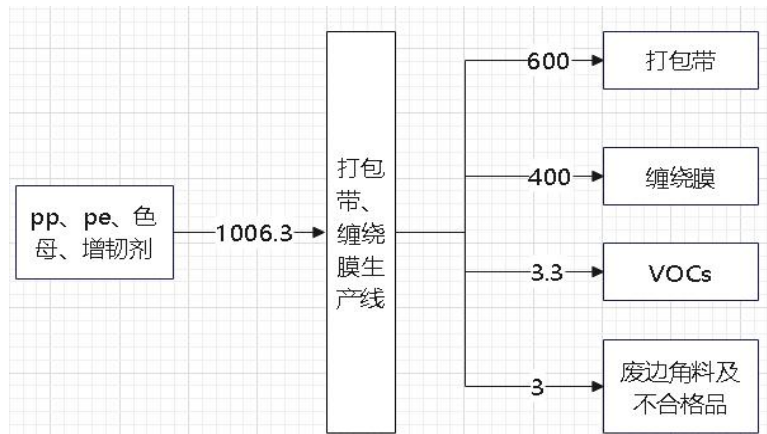 pp、pe、色
母、增韧剂
1006.3
打包
带、
缠绕
膜生
产线
600
打包带
400
缠绕膜
3.3
VOCs
3
废边角料及
不合格品